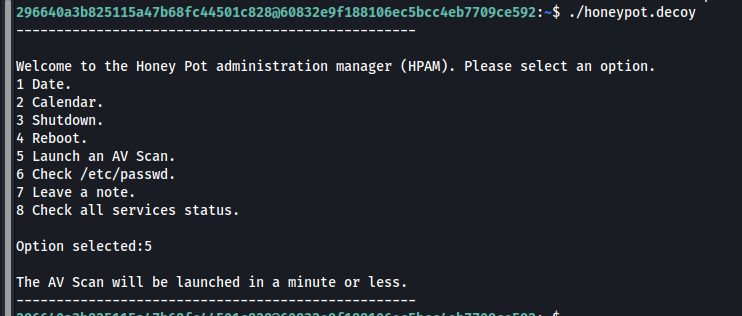 296640a3b825115a47b68fc44501c828@60832e9f188106ec5bcc4eb7709ce592:~$ ./honeypot.decoy
--------------------------------------------------
Welcome to the Honey Pot administration manager (HPAM). Please select an option.
1 Date.
2 Calendar.
3 Shutdown.
4 Reboot.
5 Launch an AV Scan.
6 Check /etc/passwd.
7 Leave a note.
8 Check all services status.
Option selected:5
The AV Scan will be launched in a minute or less.
--------------------------------------------------